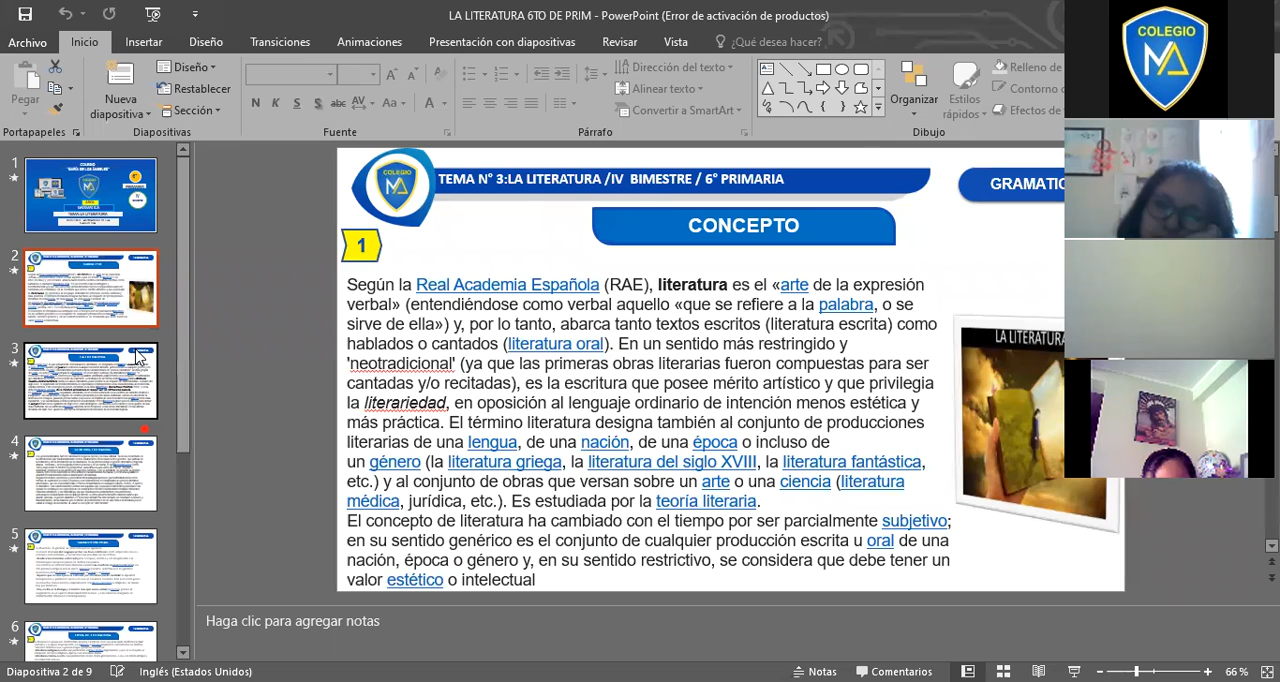 LA LITERATURA 6TO DE PRIM - PowerPoint (Error de activación de productos)
Archivo Inicio Insertar Diseño Transiciones Animaciones Presentación con diapositivas Revisar Vista ¿Qué desea hacer?
Pegar
Nueva diapositiva
Diseño
Restablecer
Sección
N K S S abc AV Aa A
Dirección del texto
Alinear texto
Convertir a SmartArt
Organizar
Estilos rápidos
Relleno de
Contorno
Efectos de
Portapapeles Diapositivas Fuente Párrafo Dibujo
COLEGIO
MA
1
2
3
4
5
6
COLEGIO
MA
TEMA N° 3:LA LITERATURA /IV BIMESTRE / 6° PRIMARIA
GRAMATIC
CONCEPTO
1
Según la Real Academia Española (RAE), literatura es el «arte de la expresión
verbal» (entendiéndose como verbal aquello «que se refiere a la palabra, o se
sirve de ella») y, por lo tanto, abarca tanto textos escritos (literatura escrita) como
hablados o cantados (literatura oral). En un sentido más restringido y
'neotradicional' (ya que las primeras obras literarias fueron compuestas para ser
cantadas y/o recitadas), es la escritura que posee mérito artístico y que privilegia
literariedad, en oposición al lenguaje ordinario de intención menos estética y
más práctica. El término literatura designa también al conjunto de producciones
literarias de una lengua, de una nación, de una época o incluso de
un género (la literatura griega, la literatura del siglo XVIII, la literatura fantástica,
etc.) y al conjunto de obras que versan sobre un arte o una ciencia (literatura
médica, jurídica, etc.). Es estudiada por la teoría literaria.
El concepto de literatura ha cambiado con el tiempo por ser parcialmente subjetivo;
en su sentido genérico es el conjunto de cualquier producción escrita u oral de una
nación, época o género, y en su sentido restrictivo, se considera que debe tener un
valor estético o intelectual
LA LITERATU
Haga clic para agregar notas
Diapositiva 2 de 9 Inglés (Estados Unidos) Notas Comentarios 66 %